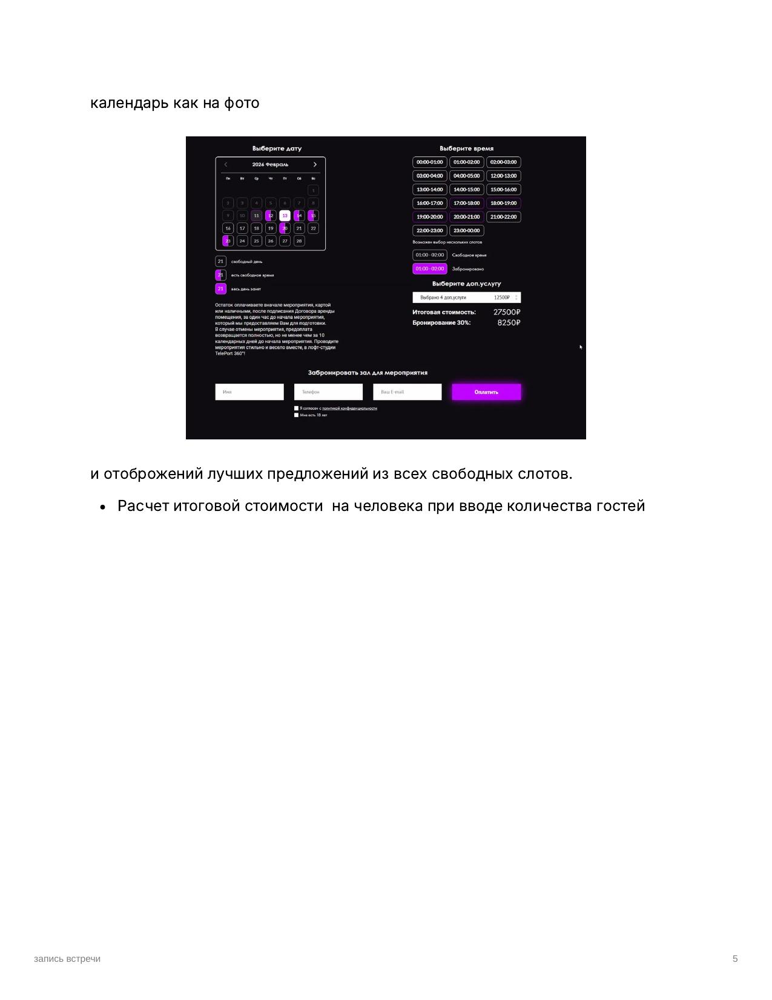 календарь как на фото
Выберите дату
2026 Февраль
Пн Вт Ср Чт Пт Сб Вс
1
2 3 4 5 6 7 8
9 10 11 12 13 14 15
16 17 18 19 20 21 22
23 24 25 26 27 28
21 свободный день
21 есть свободное время
21 весь день занят
Остаток оплачиваете вначале мероприятия, картой
или наличными, после подписания Договора аренды
помещения, за один час до начала мероприятия,
который мы предоставляем Вам для подготовки.
В случае отмены мероприятия, предоплата
возвращается полностью, но не менее чем за 10
календарных дней до начала мероприятия. Проводите
мероприятия стильно и весело вместе, в лофт-студии
TelePort 360°!
Выберите время
00:00-01:00 01:00-02:00 02:00-03:00
03:00-04:00 04:00-05:00 12:00-13:00
13:00-14:00 14:00-15:00 15:00-16:00
16:00-17:00 17:00-18:00 18:00-19:00
19:00-20:00 20:00-21:00 21:00-22:00
22:00-23:00 23:00-00:00
Возможен выбор нескольких слотов
01:00 - 02:00 Свободное время
01:00 - 02:00 Забронировано
Выберите доп.услугу
Выбрано 4 доп.услуги 12500₽
Итоговая стоимость: 27500₽
Бронирование 30%: 8250₽
Забронировать зал для мероприятия
Имя Телефон Ваш E-mail Оплатить
Я согласен с политикой конфиденциальности
Мне есть 18 лет
и отоброжений лучших предложений из всех свободных слотов.
• Расчет итоговой стоимости  на человека при вводе количества гостей
запись встречи 5